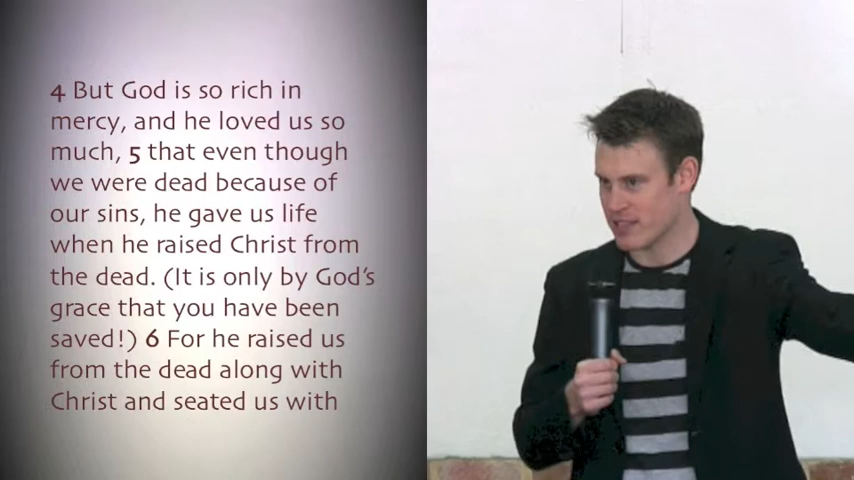 4 But God is so rich in
mercy, and he loved us so
much, 5 that even though
we were dead because of
our sins, he gave us life
when he raised Christ from
the dead. (It is only by God's
grace that you have been
saved!) 6 For he raised us
from the dead along with
Christ and seated us with